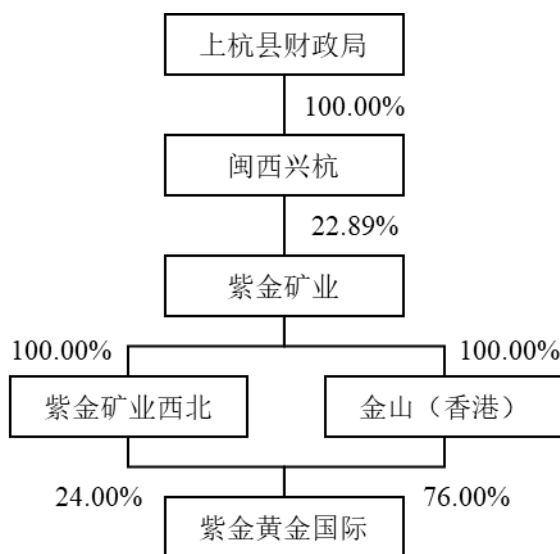 上杭县财政局
100.00%
闽西兴杭
22.89%
紫金矿业
100.00%
100.00%
紫金矿业西北
金山（香港）
24.00%
76.00%
紫金黄金国际